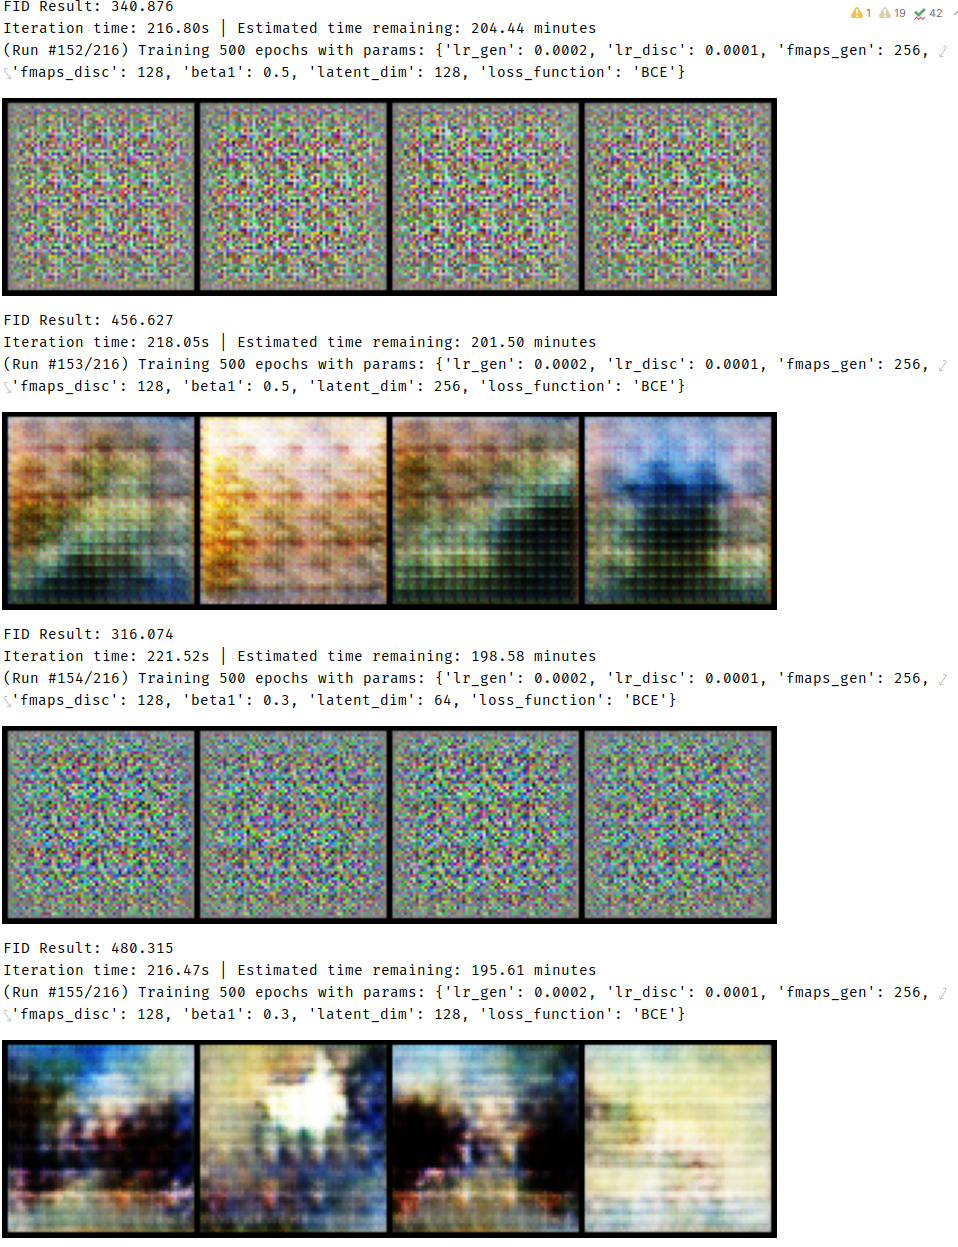 FID Result: 340.876
1 19 42
Iteration time: 216.80s | Estimated time remaining: 204.44 minutes
(Run #152/216) Training 500 epochs with params: {'lr_gen': 0.0002, 'lr_disc': 0.0001, 'fmaps_gen': 256,
'fmaps_disc': 128, 'beta1': 0.5, 'latent_dim': 128, 'loss_function': 'BCE'}
FID Result: 456.627
Iteration time: 218.05s | Estimated time remaining: 201.50 minutes
(Run #153/216) Training 500 epochs with params: {'lr_gen': 0.0002, 'lr_disc': 0.0001, 'fmaps_gen': 256,
'fmaps_disc': 128, 'beta1': 0.5, 'latent_dim': 256, 'loss_function': 'BCE'}
FID Result: 316.074
Iteration time: 221.52s | Estimated time remaining: 198.58 minutes
(Run #154/216) Training 500 epochs with params: {'lr_gen': 0.0002, 'lr_disc': 0.0001, 'fmaps_gen': 256,
'fmaps_disc': 128, 'beta1': 0.3, 'latent_dim': 64, 'loss_function': 'BCE'}
FID Result: 480.315
Iteration time: 216.47s | Estimated time remaining: 195.61 minutes
(Run #155/216) Training 500 epochs with params: {'lr_gen': 0.0002, 'lr_disc': 0.0001, 'fmaps_gen': 256,
'fmaps_disc': 128, 'beta1': 0.3, 'latent_dim': 128, 'loss_function': 'BCE'}